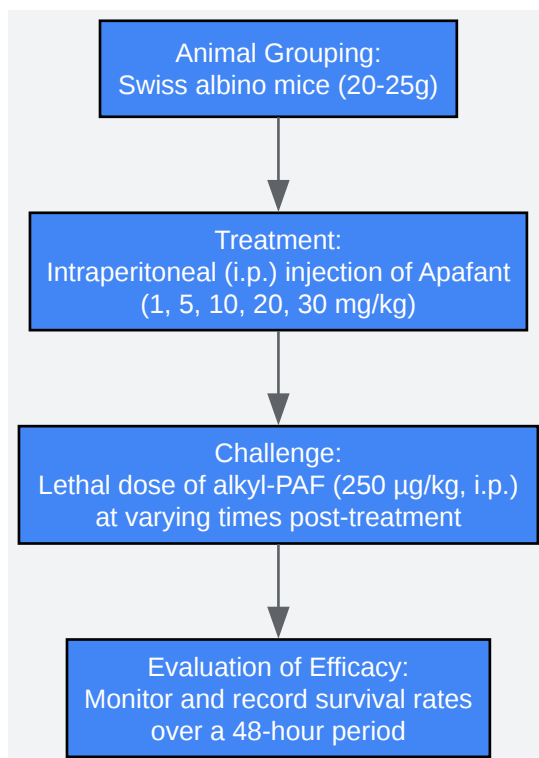 Animal Grouping:
Swiss albino mice (20-25g)
Treatment:
Intraperitoneal (i.p.) injection of Apafant
(1, 5, 10, 20, 30 mg/kg)
Challenge:
Lethal dose of alkyl-PAF (250 µg/kg, i.p.)
at varying times post-treatment
Evaluation of Efficacy:
Monitor and record survival rates
over a 48-hour period